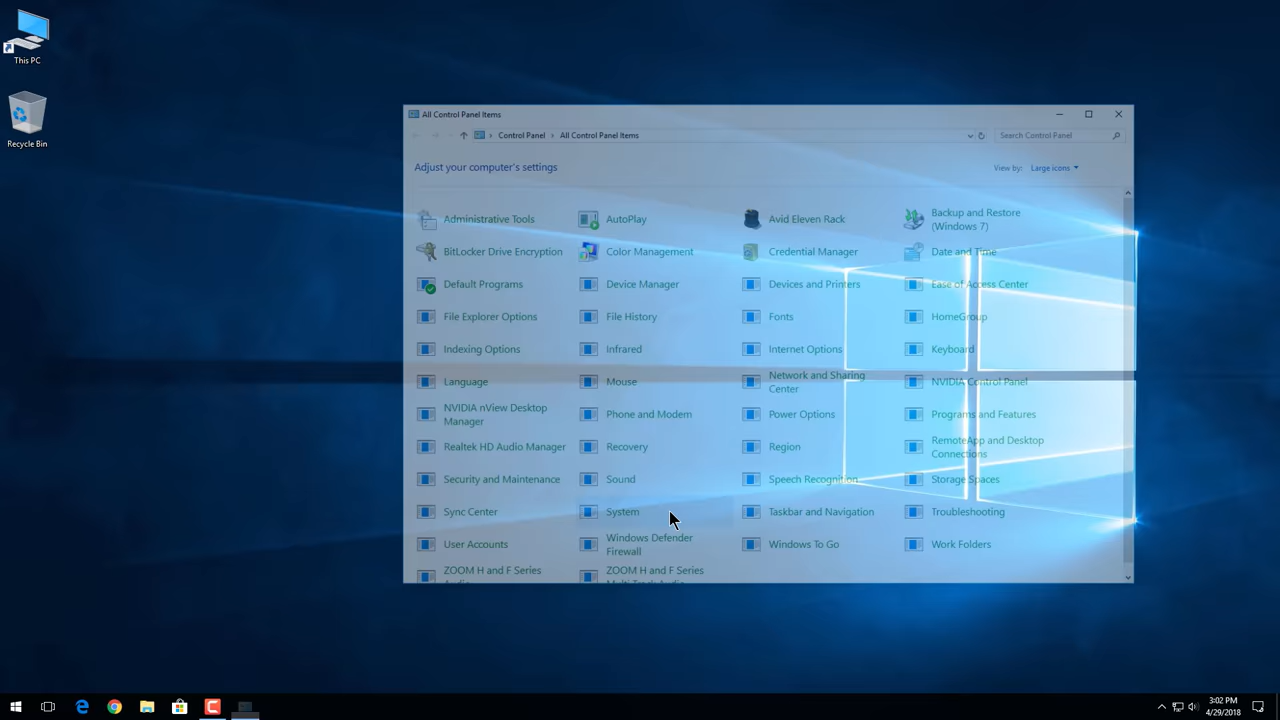 This PC
Recycle Bin
All Control Panel Items
Control Panel › All Control Panel Items
Search Control Panel
Adjust your computer's settings
View by: Large icons
Administrative Tools
AutoPlay
Avid Eleven Rack
Backup and Restore
(Windows 7)
BitLocker Drive Encryption
Color Management
Credential Manager
Date and Time
Default Programs
Device Manager
Devices and Printers
Ease of Access Center
File Explorer Options
File History
Fonts
HomeGroup
Indexing Options
Infrared
Internet Options
Keyboard
Language
Mouse
Network and Sharing
Center
NVIDIA Control Panel
NVIDIA nView Desktop
Manager
Phone and Modem
Power Options
Programs and Features
Realtek HD Audio Manager
Recovery
Region
RemoteApp and Desktop
Connections
Security and Maintenance
Sound
Speech Recognition
Storage Spaces
Sync Center
System
Taskbar and Navigation
Troubleshooting
User Accounts
Windows Defender
Firewall
Windows To Go
Work Folders
ZOOM H and F Series
Audio
ZOOM H and F Series
Multi Track Audio
3:02 PM
4/29/2018